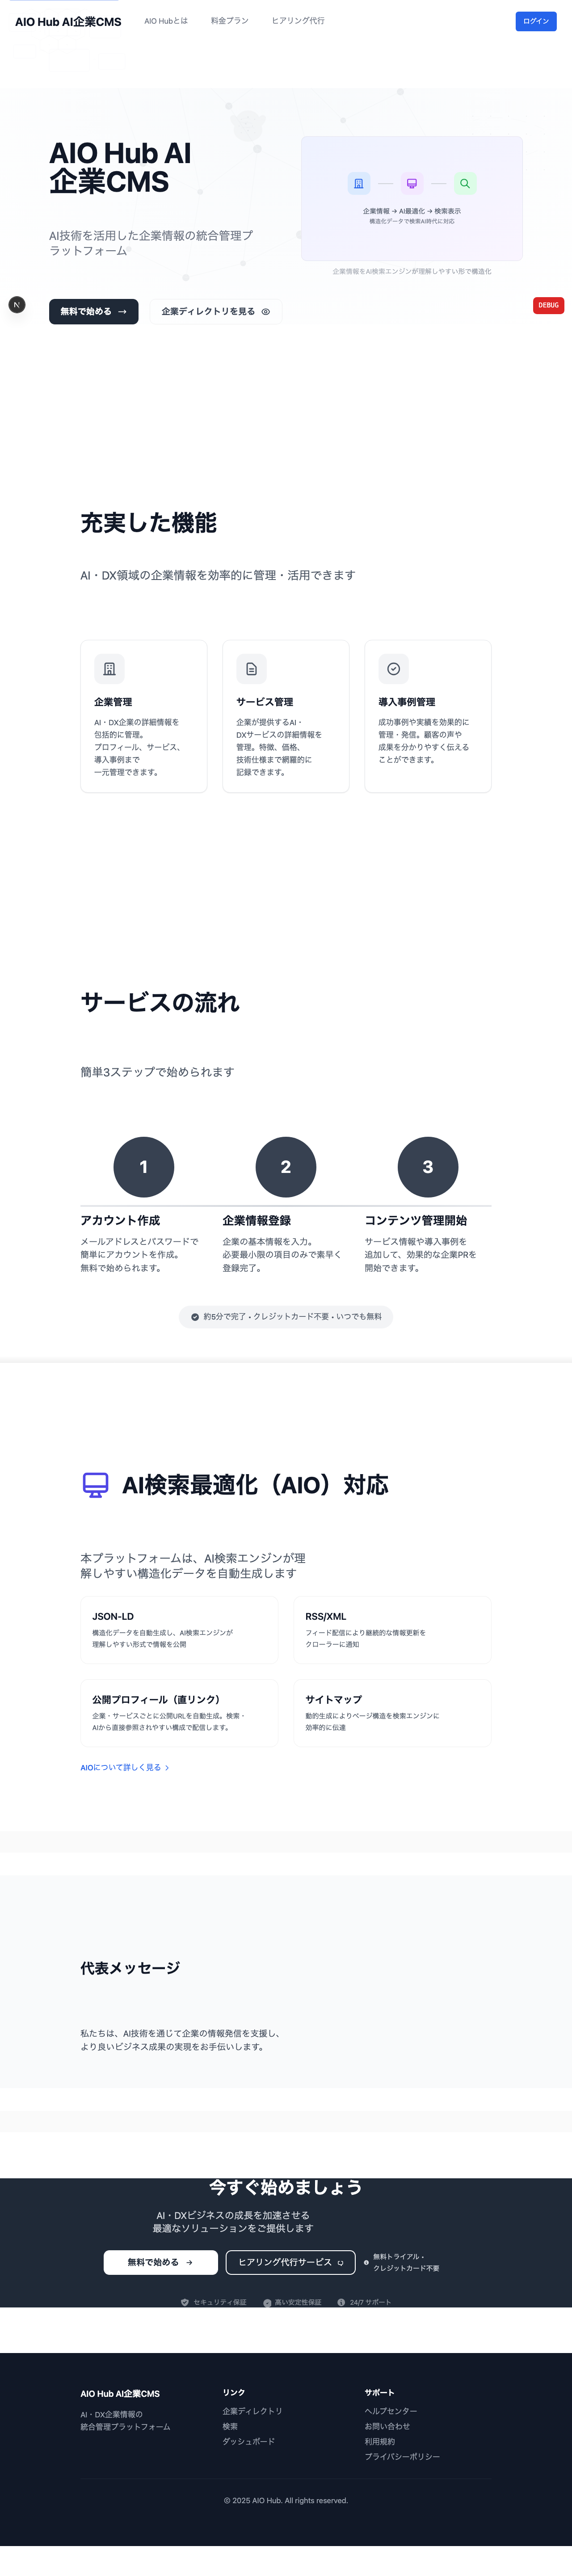 AIO Hub AI企業CMS
AIO Hubとは
料金プラン
ヒアリング代行
ログイン
AIO Hub AI
企業CMS
AI技術を活用した企業情報の統合管理プ
ラットフォーム
無料で始める
企業ディレクトリを見る
企業情報 → AI最適化 → 検索表示
構造化データで検索AI時代に対応
企業情報をAI検索エンジンが理解しやすい形で構造化
N
DEBUG
充実した機能
AI・DX領域の企業情報を効率的に管理・活用できます
企業管理
AI・DX企業の詳細情報を
包括的に管理。
プロフィール、サービス、
導入事例まで
一元管理できます。
サービス管理
企業が提供するAI・
DXサービスの詳細情報を
管理。特徴、価格、
技術仕様まで網羅的に
記録できます。
導入事例管理
成功事例や実績を効果的に
管理・発信。顧客の声や
成果を分かりやすく伝える
ことができます。
サービスの流れ
簡単3ステップで始められます
1
アカウント作成
メールアドレスとパスワードで
簡単にアカウントを作成。
無料で始められます。
2
企業情報登録
企業の基本情報を入力。
必要最小限の項目のみで素早く
登録完了。
3
コンテンツ管理開始
サービス情報や導入事例を
追加して、効果的な企業PRを
開始できます。
約5分で完了 • クレジットカード不要 • いつでも無料
AI検索最適化（AIO）対応
本プラットフォームは、AI検索エンジンが理
解しやすい構造化データを自動生成します
JSON-LD
構造化データを自動生成し、AI検索エンジンが
理解しやすい形式で情報を公開
RSS/XML
フィード配信により継続的な情報更新を
クローラーに通知
公開プロフィール（直リンク）
企業・サービスごとに公開URLを自動生成。検索・
AIから直接参照されやすい構成で配信します。
サイトマップ
動的生成によりページ構造を検索エンジンに
効率的に伝達
AIOについて詳しく見る
代表メッセージ
私たちは、AI技術を通じて企業の情報発信を支援し、
より良いビジネス成果の実現をお手伝いします。
今すぐ始めましょう
AI・DXビジネスの成長を加速させる
最適なソリューションをご提供します
無料で始める
ヒアリング代行サービス
無料トライアル •
クレジットカード不要
セキュリティ保証
高い安定性保証
24/7 サポート
AIO Hub AI企業CMS
AI・DX企業情報の
統合管理プラットフォーム
リンク
企業ディレクトリ
検索
ダッシュボード
サポート
ヘルプセンター
お問い合わせ
利用規約
プライバシーポリシー
© 2025 AIO Hub. All rights reserved.